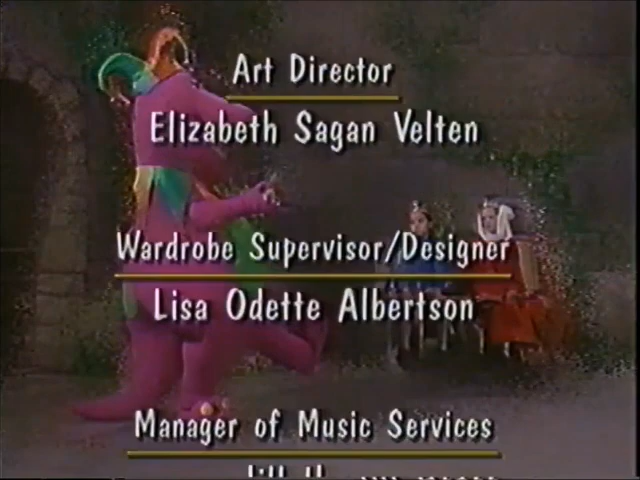 Art Director
Elizabeth Sagan Velten
Wardrobe Supervisor/Designer
Lisa Odette Albertson
Manager of Music Services